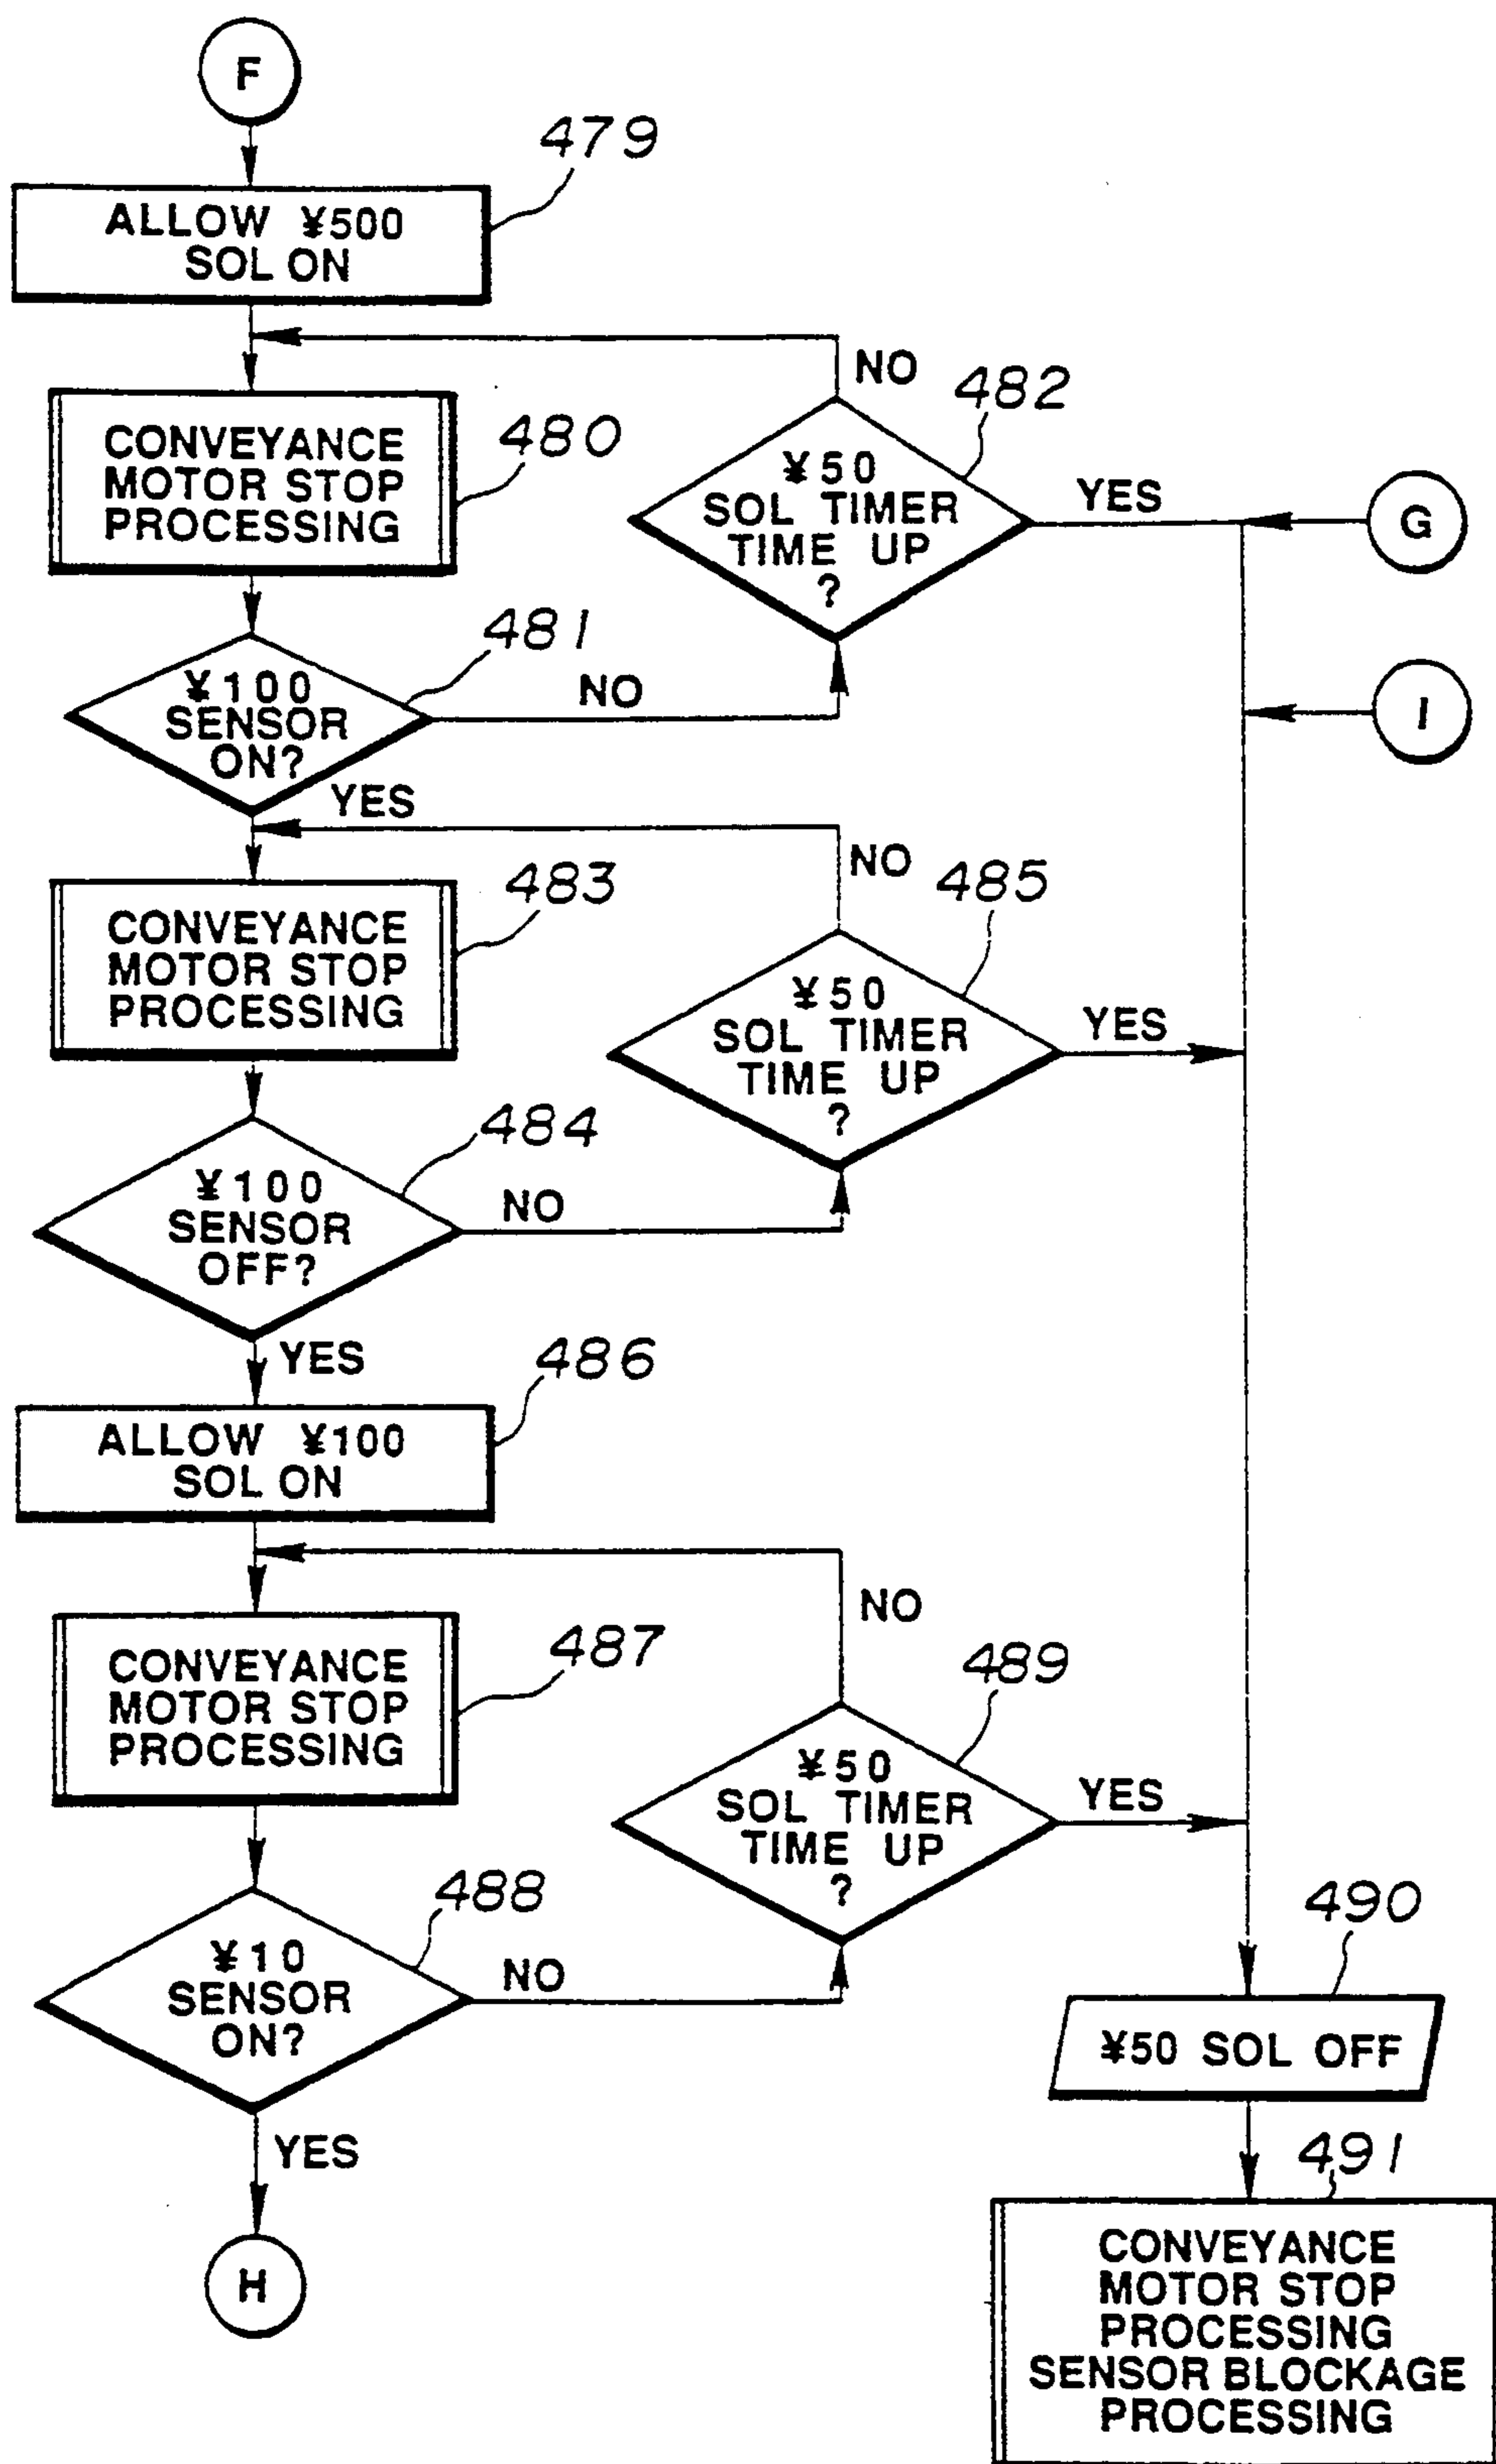 F
479
ALLOW ¥500
SOL ON
NO
482
480
CONVEYANCE
MOTOR STOP
PROCESSING
¥50
SOL TIMER
TIME UP
?
YES
G
481
¥100
SENSOR
ON?
NO
I
YES
NO
485
483
CONVEYANCE
MOTOR STOP
PROCESSING
¥50
SOL TIMER
TIME UP
?
YES
484
¥100
SENSOR
OFF?
NO
YES
486
ALLOW ¥100
SOL ON
NO
487
489
CONVEYANCE
MOTOR STOP
PROCESSING
¥50
SOL TIMER
TIME UP
?
YES
488
¥10
SENSOR
ON?
NO
490
¥50 SOL OFF
YES
491
H
CONVEYANCE
MOTOR STOP
PROCESSING
SENSOR BLOCKAGE
PROCESSING